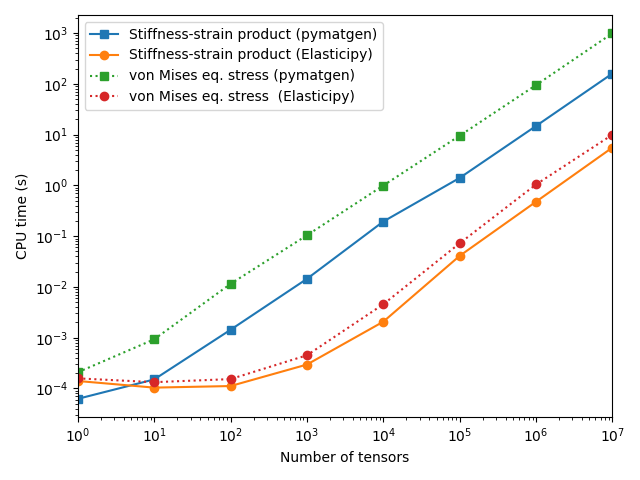 Stiffness-strain product (pymatgen)
Stiffness-strain product (Elasticipy)
von Mises eq. stress (pymatgen)
von Mises eq. stress  (Elasticipy)
10³
10²
10¹
10⁰
10⁻¹
10⁻²
10⁻³
10⁻⁴
CPU time (s)
10⁰ 10¹ 10² 10³ 10⁴ 10⁵ 10⁶ 10⁷
Number of tensors